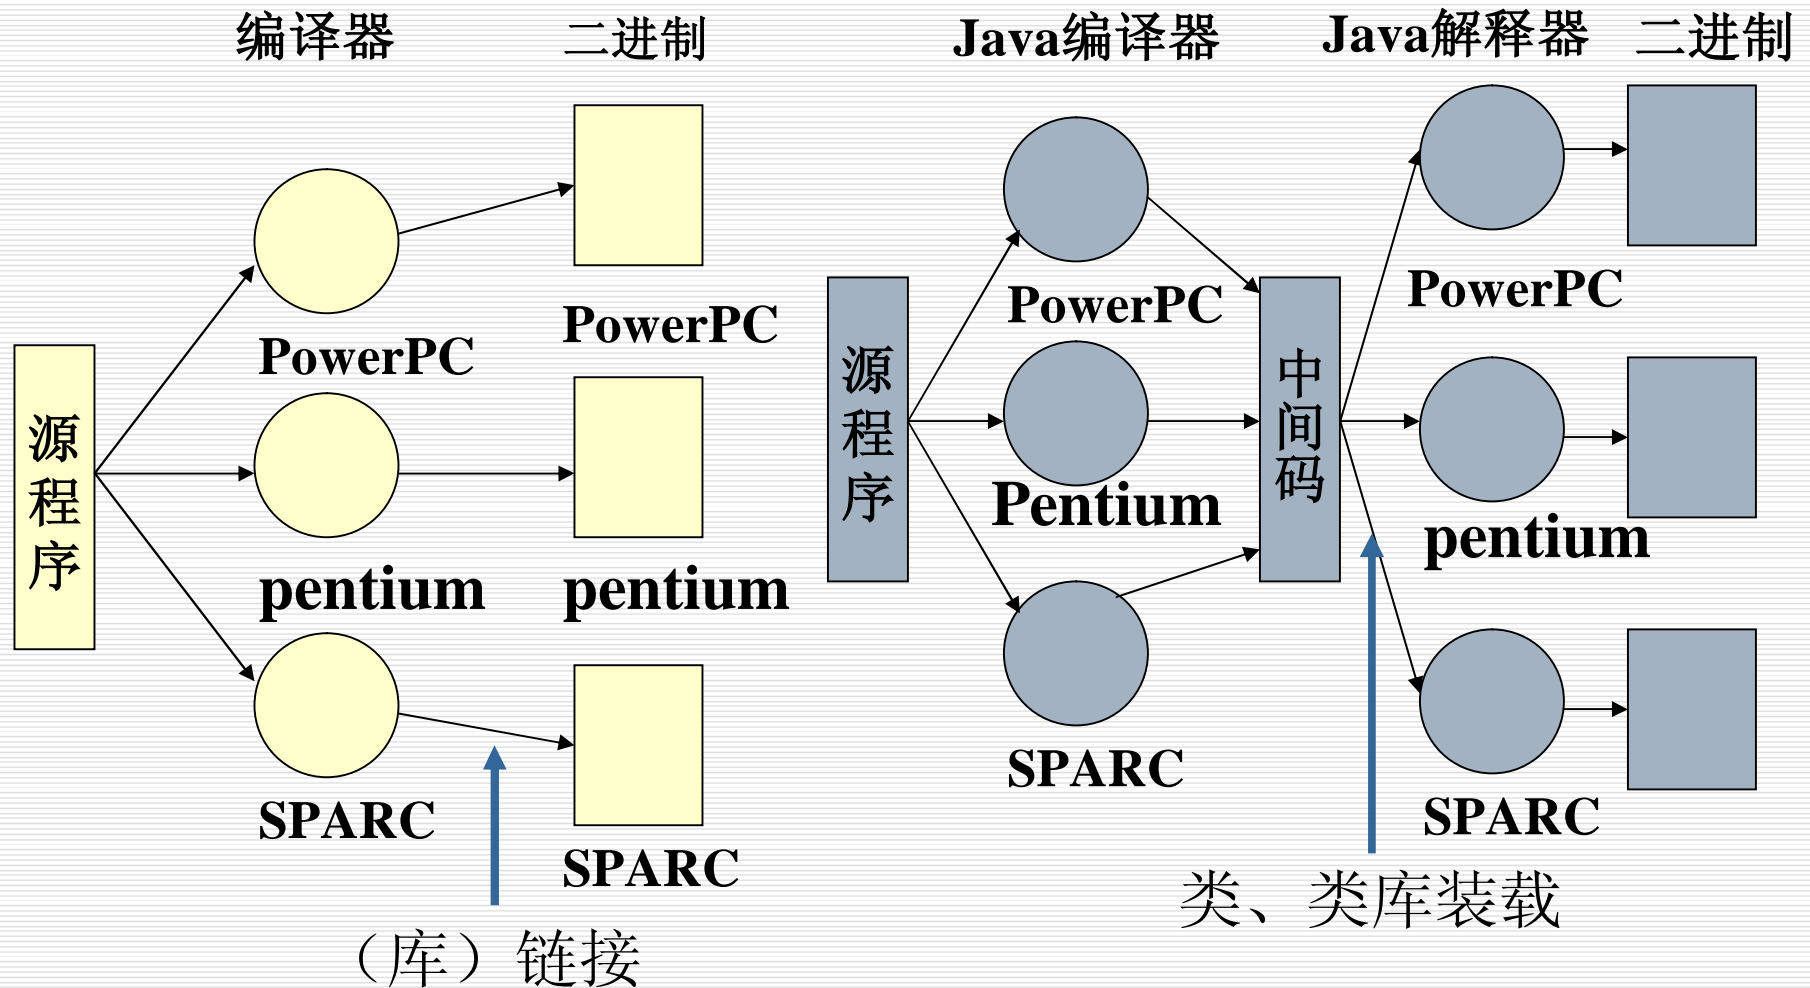 编译器
二进制
Java编译器
Java解释器
二进制
源程序
PowerPC
pentium
SPARC
PowerPC
pentium
SPARC
(库)链接
源程序
PowerPC
Pentium
SPARC
中间码
PowerPC
pentium
SPARC
类、类库装载